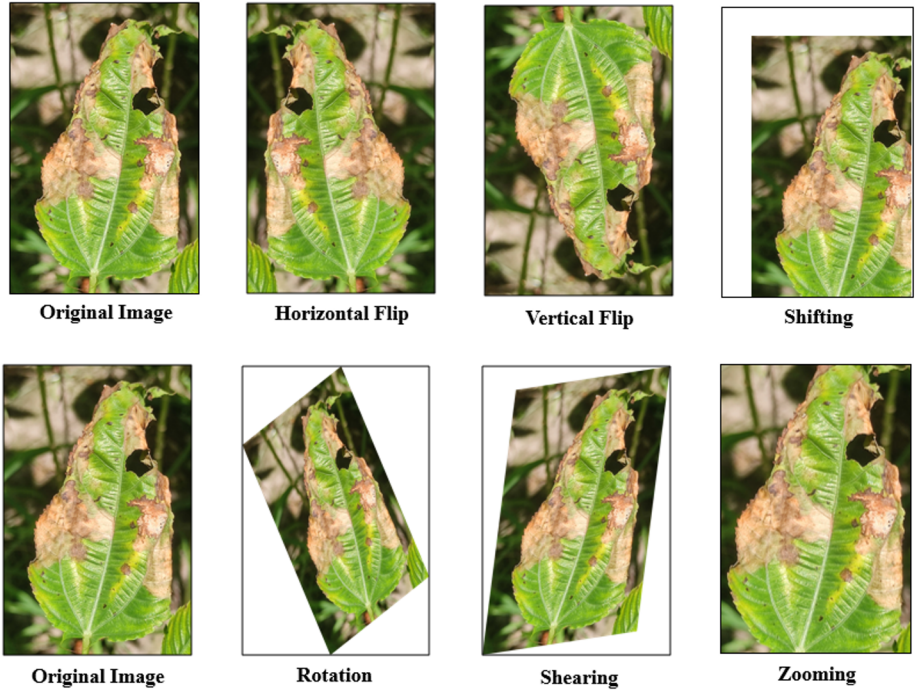 Original Image
Horizontal Flip
Vertical Flip
Shifting
Original Image
Rotation
Shearing
Zooming